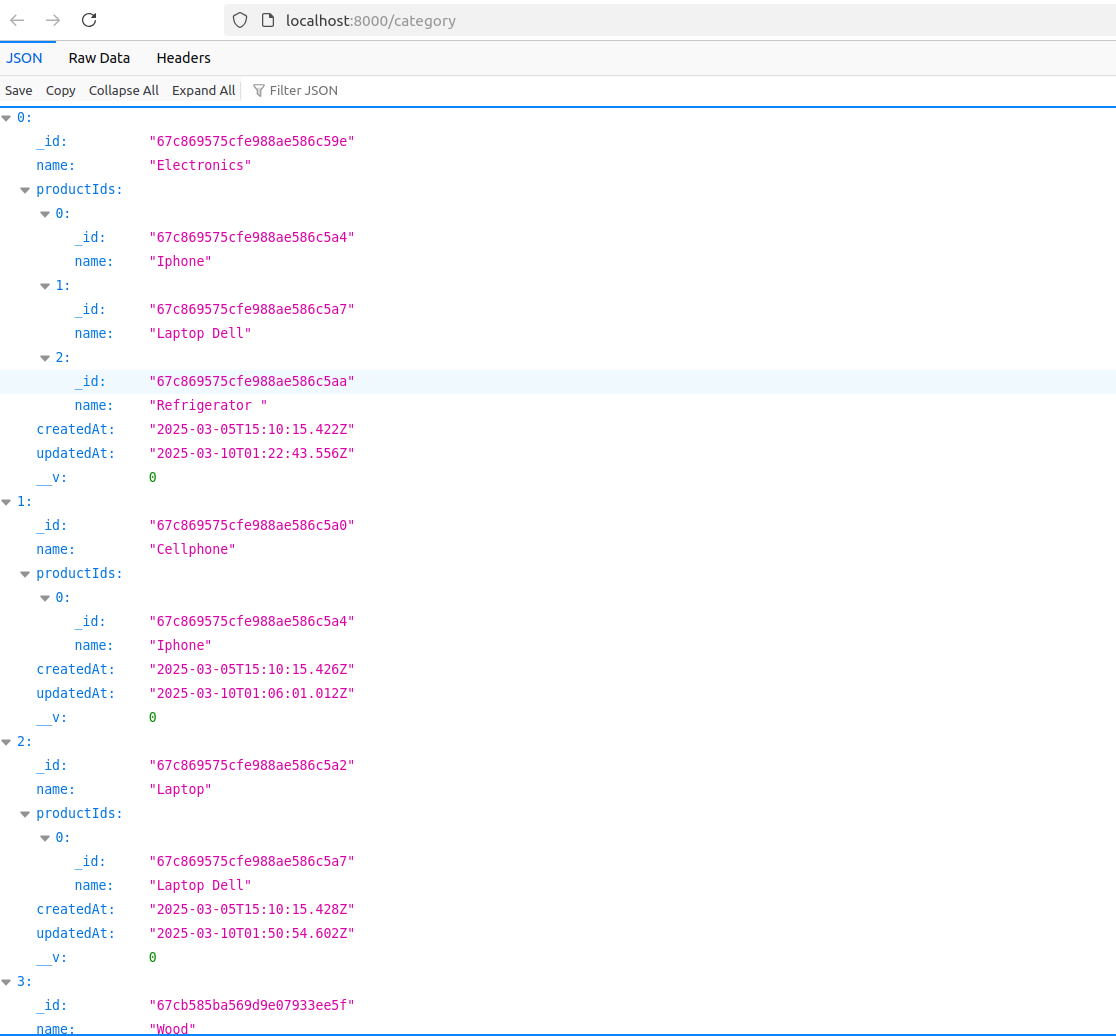 localhost:8000/category
JSON Raw Data Headers
Save Copy Collapse All Expand All Filter JSON
0:
_id: "67c869575cfe988ae586c59e"
name: "Electronics"
productIds:
0:
_id: "67c869575cfe988ae586c5a4"
name: "Iphone"
1:
_id: "67c869575cfe988ae586c5a7"
name: "Laptop Dell"
2:
_id: "67c869575cfe988ae586c5aa"
name: "Refrigerator "
createdAt: "2025-03-05T15:10:15.422Z"
updatedAt: "2025-03-10T01:22:43.556Z"
__v: 0
1:
_id: "67c869575cfe988ae586c5a0"
name: "Cellphone"
productIds:
0:
_id: "67c869575cfe988ae586c5a4"
name: "Iphone"
createdAt: "2025-03-05T15:10:15.426Z"
updatedAt: "2025-03-10T01:06:01.012Z"
__v: 0
2:
_id: "67c869575cfe988ae586c5a2"
name: "Laptop"
productIds:
0:
_id: "67c869575cfe988ae586c5a7"
name: "Laptop Dell"
createdAt: "2025-03-05T15:10:15.428Z"
updatedAt: "2025-03-10T01:50:54.602Z"
__v: 0
3:
_id: "67cb585ba569d9e07933ee5f"
name: "Wood"